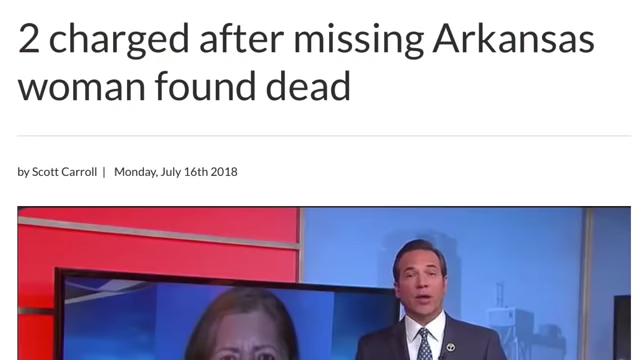 2 charged after missing Arkansas
woman found dead
by Scott Carroll | Monday, July 16th 2018